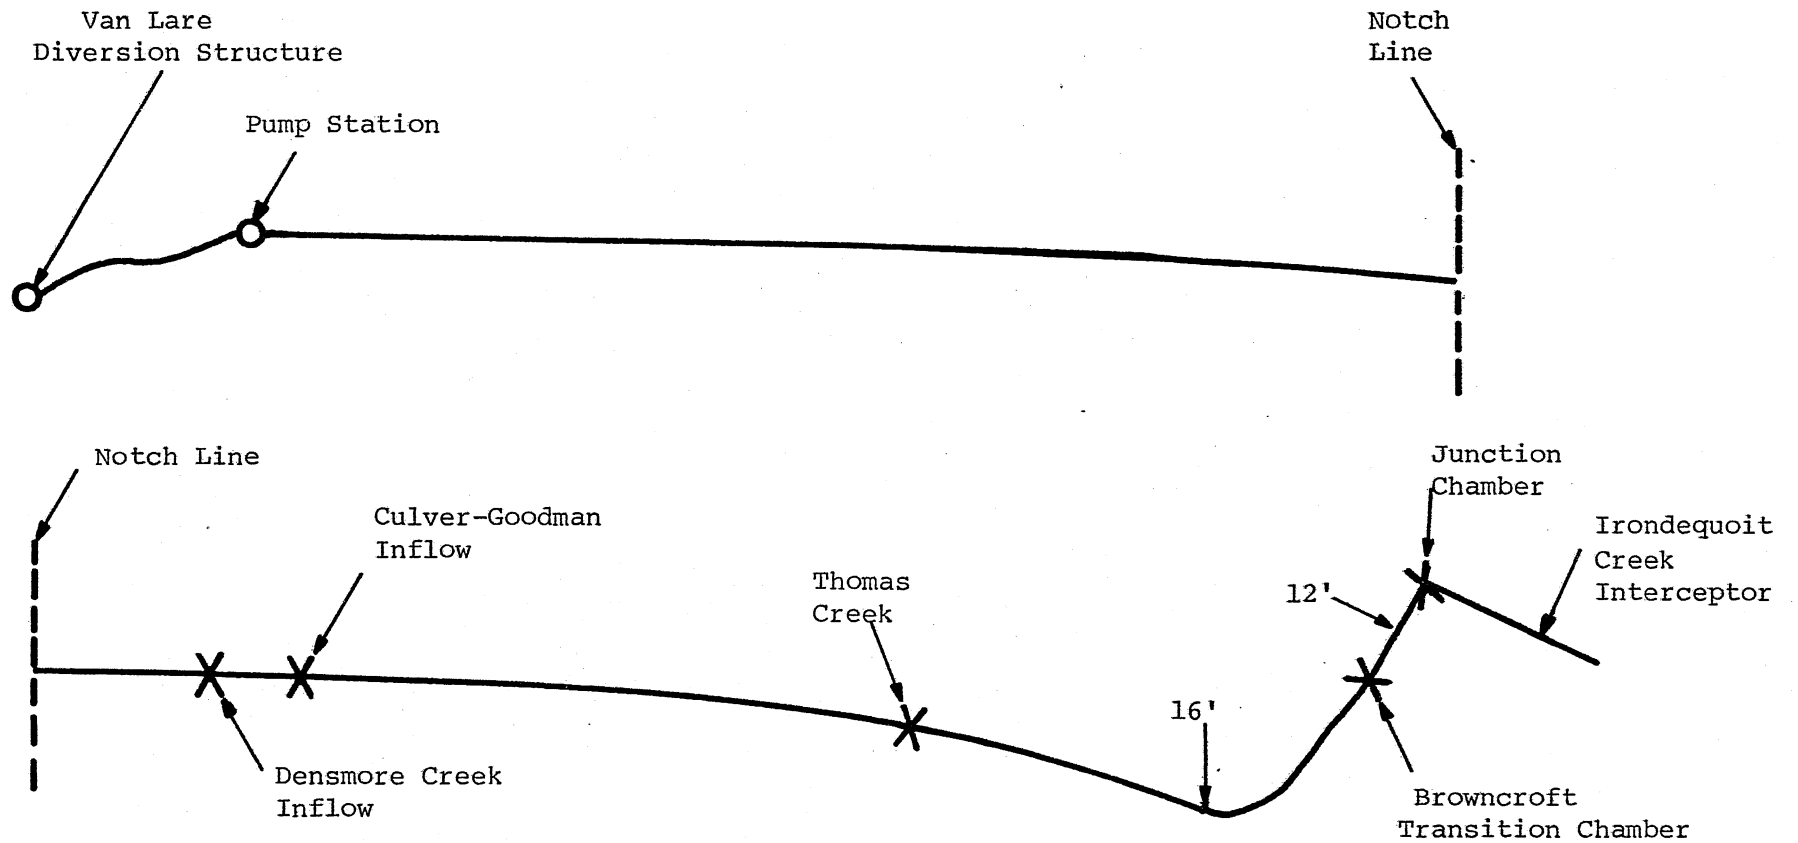 Van Lare
Diversion Structure
Pump Station
Notch
Line
Notch Line
Culver-Goodman
Inflow
Densmore Creek
Inflow
Thomas
Creek
16'
12'
Junction
Chamber
Irondequoit
Creek
Interceptor
Browncroft
Transition Chamber